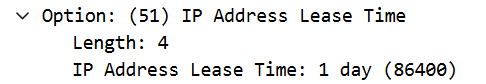 Option: (51) IP Address Lease Time
Length: 4
IP Address Lease Time: 1 day (86400)